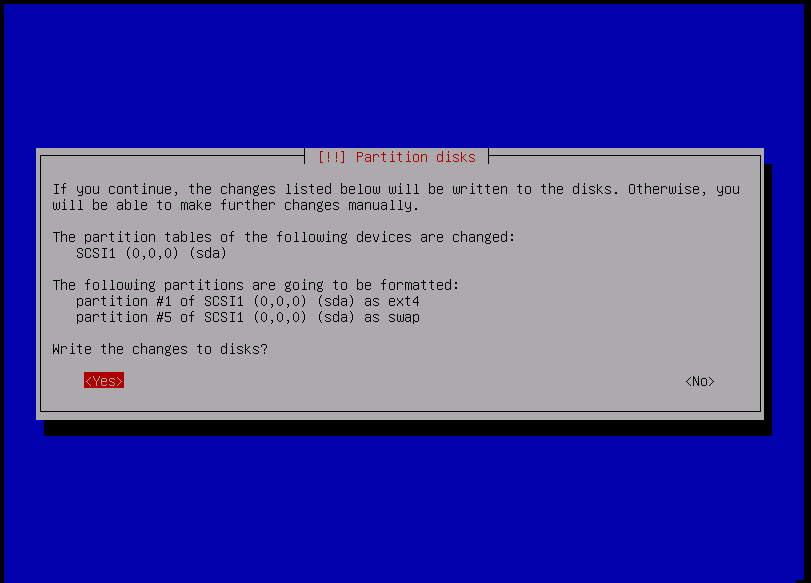 [!!] Partition disks
If you continue, the changes listed below will be written to the disks. Otherwise, you
will be able to make further changes manually.
The partition tables of the following devices are changed:
SCSI1 (0,0,0) (sda)
The following partitions are going to be formatted:
partition #1 of SCSI1 (0,0,0) (sda) as ext4
partition #5 of SCSI1 (0,0,0) (sda) as swap
Write the changes to disks?
<Yes> <No>